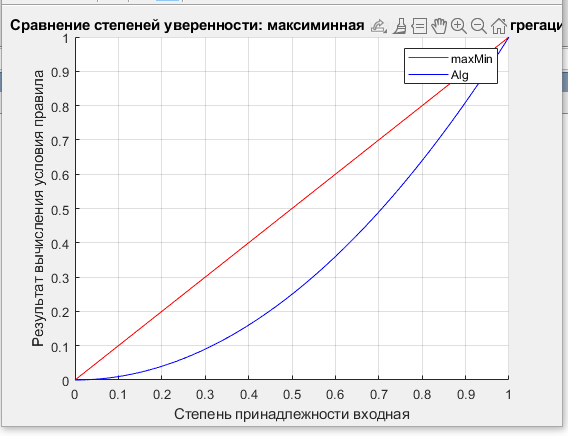 Сравнение степеней уверенности: максиминная
maxMin
Alg
Результат вычисления условия правила
1
0.9
0.8
0.7
0.6
0.5
0.4
0.3
0.2
0.1
0
0 0.1 0.2 0.3 0.4 0.5 0.6 0.7 0.8 0.9 1
Степень принадлежности входная